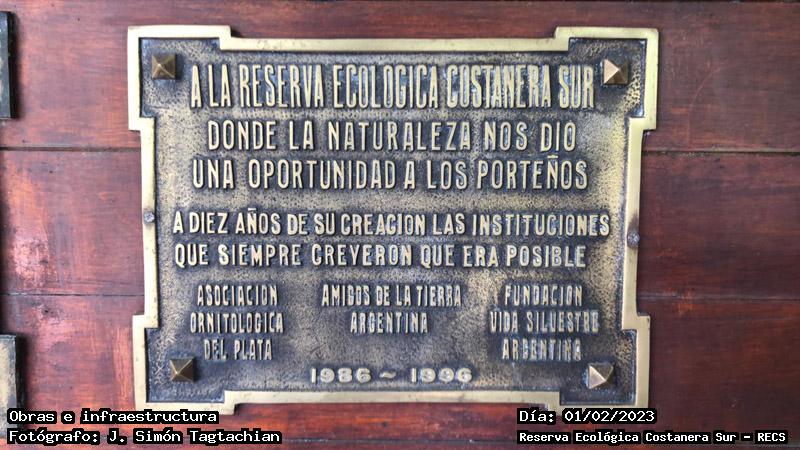 A LA RESERVA ECOLOGICA COSTANERA SUR
DONDE LA NATURALEZA NOS DIO
UNA OPORTUNIDAD A LOS PORTEÑOS
A DIEZ AÑOS DE SU CREACION LAS INSTITUCIONES
QUE SIEMPRE CREYERON QUE ERA POSIBLE
ASOCIACION
ORNITOLOGICA
DEL PLATA
AMIGOS DE LA TIERRA
ARGENTINA
FUNDACION
VIDA SILVESTRE
ARGENTINA
1986 ~ 1996
Obras e infraestructura
Fotógrafo: J. Simón Tagtachian
Día: 01/02/2023
Reserva Ecológica Costanera Sur - RECS